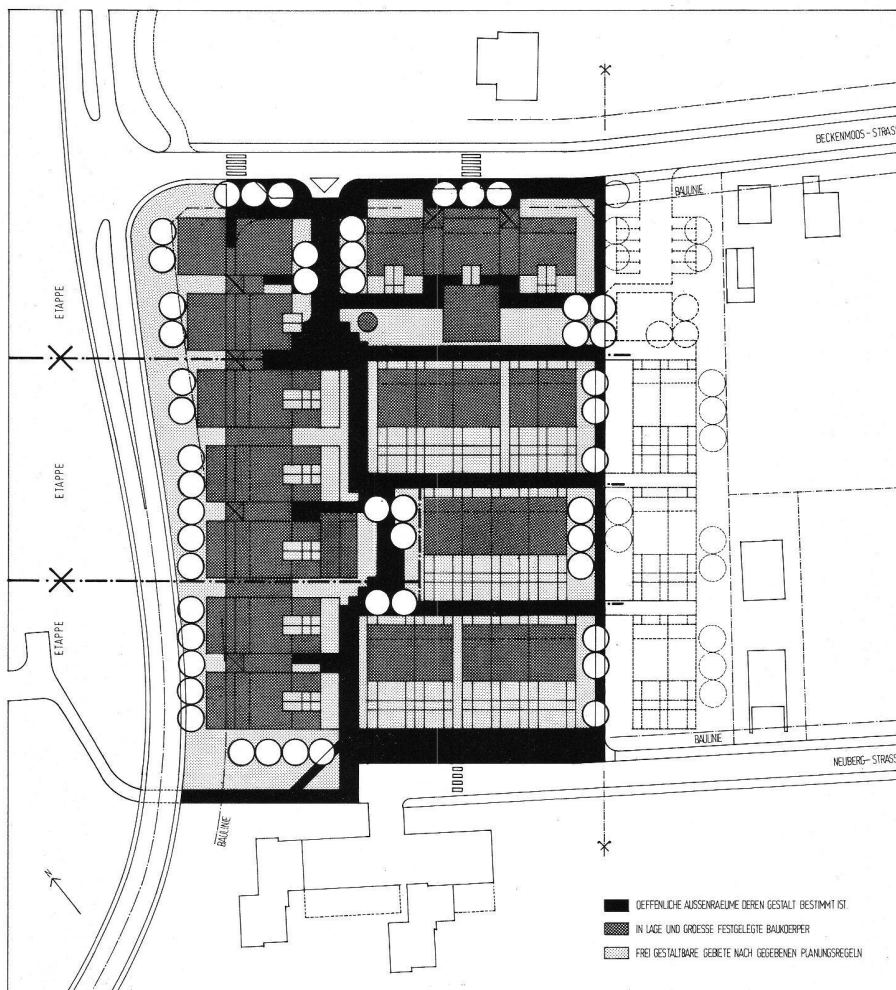 BECKENMOOS-STRAS
BAULINIE
ETAPPE
ETAPPE
ETAPPE
BAULINIE
NEUBERG-STRASS
BAULINIE
N
OEFFENLICHE AUSSENRAEUME DEREN GESTALT BESTIMMT IST.
IN LAGE UND GROESSE FESTGELEGTE BAUKOERPER
FREI GESTALTBARE GEBIETE NACH GEGEBENEN PLANUNGSREGELN